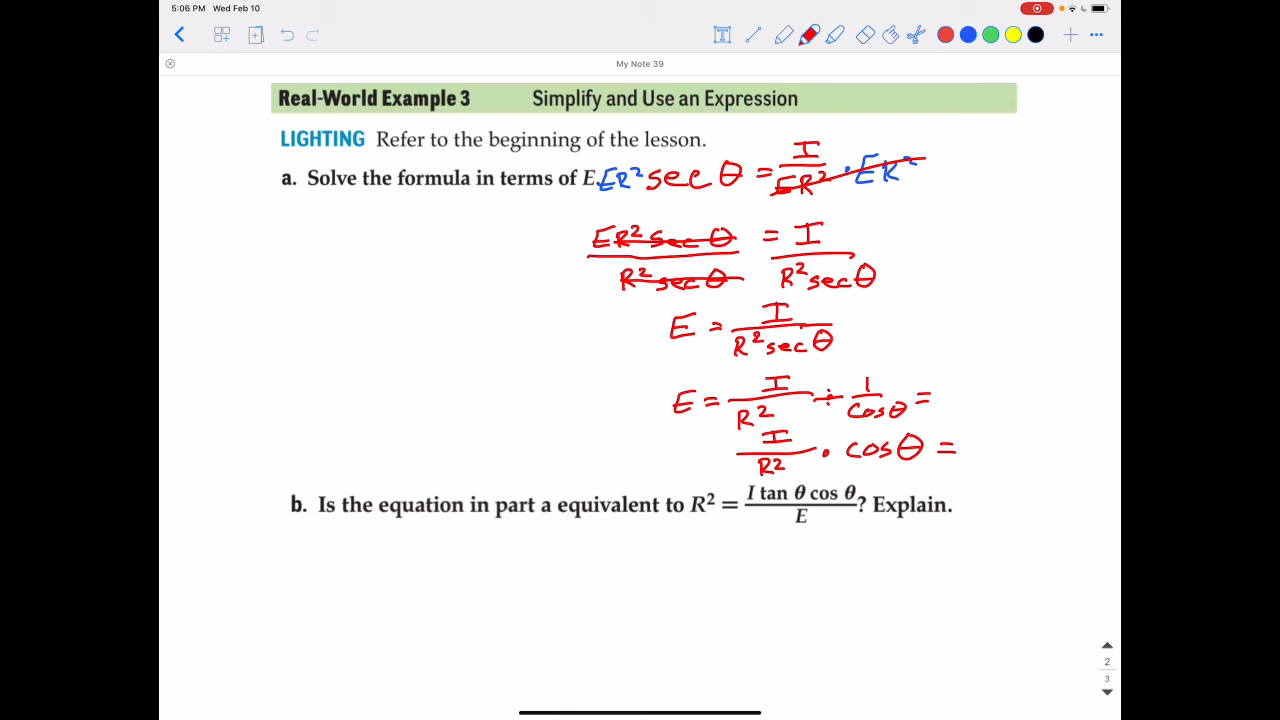 5:06 PM Wed Feb 10
My Note 39
Real-World Example 3 Simplify and Use an Expression
LIGHTING Refer to the beginning of the lesson.
a. Solve the formula in terms of E. ER² sec θ = I/ER² · ER²
ER² sec θ / R² sec θ = I / R² sec θ
E = I / R² sec θ
E = I / R² ÷ 1 / cos θ =
I / R² · cos θ =
b. Is the equation in part a equivalent to R² = I tan θ cos θ / E? Explain.
2
3